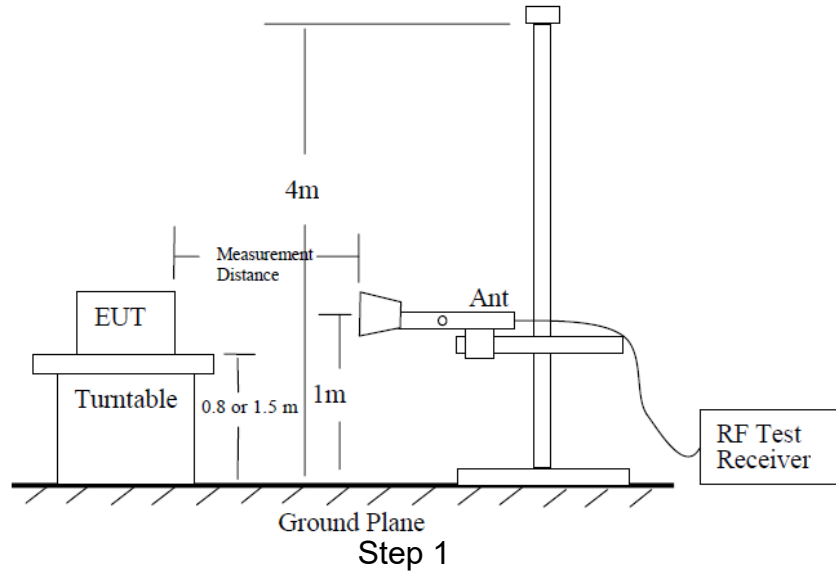 4m
Measurement
Distance
EUT
Ant
Turntable
0.8 or 1.5 m
1m
RF Test
Receiver
Ground Plane
Step 1